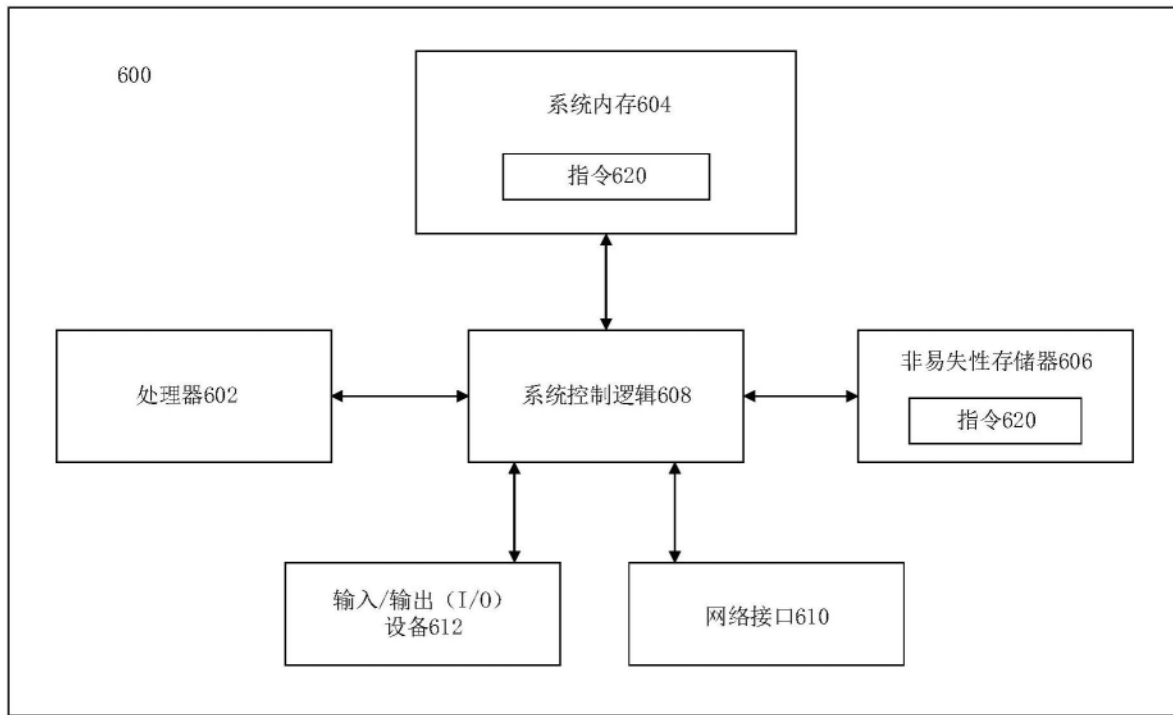 600
系统内存604
指令620
处理器602
系统控制逻辑608
非易失性存储器606
指令620
输入/输出（I/O）
设备612
网络接口610